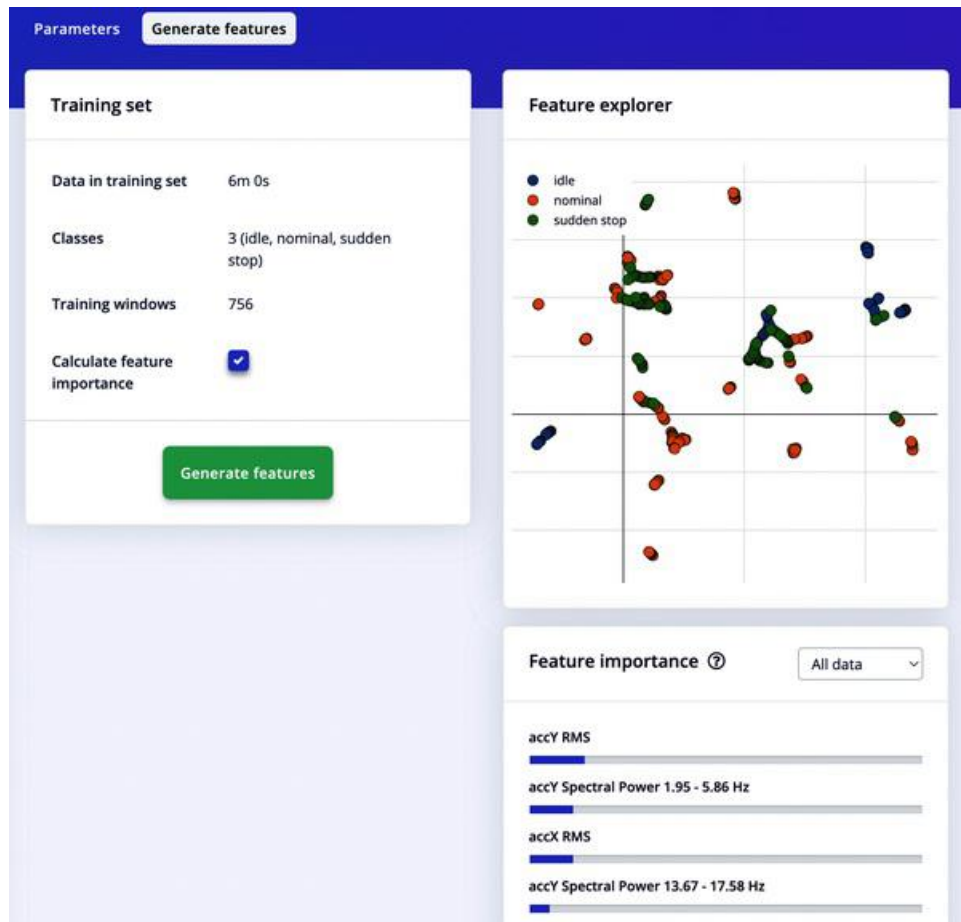 Parameters
Generate features
Training set
Data in training set
6m 0s
Classes
3 (idle, nominal, sudden
stop)
Training windows
756
Calculate feature
importance
Generate features
Feature explorer
idle
nominal
sudden stop
Feature importance ?
All data
accY RMS
accY Spectral Power 1.95 - 5.86 Hz
accX RMS
accY Spectral Power 13.67 - 17.58 Hz